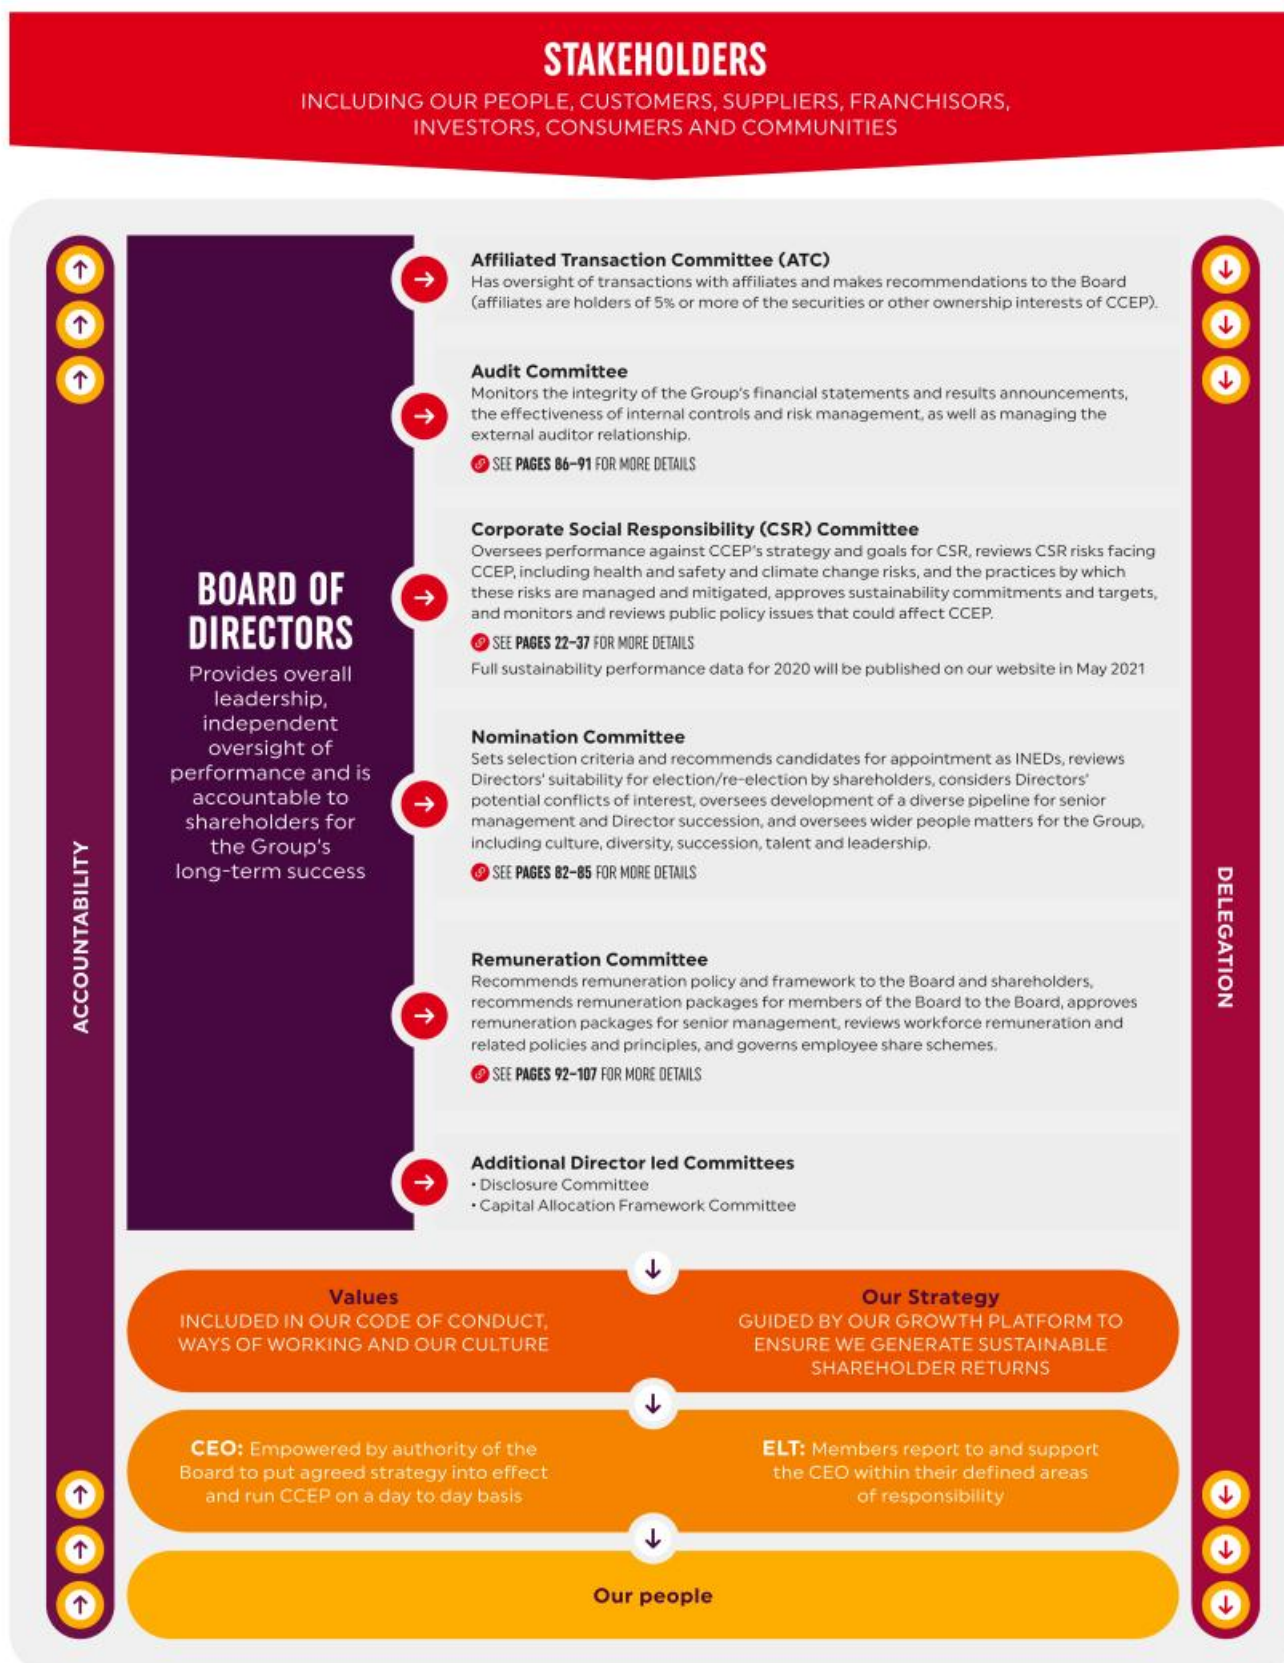 STAKEHOLDERS
INCLUDING OUR PEOPLE, CUSTOMERS, SUPPLIERS, FRANCHISORS,
INVESTORS, CONSUMERS AND COMMUNITIES
ACCOUNTABILITY
BOARD OF
DIRECTORS
Provides overall
leadership,
independent
oversight of
performance and is
accountable to
shareholders for
the Group's
long-term success
Affiliated Transaction Committee (ATC)
Has oversight of transactions with affiliates and makes recommendations to the Board
(affiliates are holders of 5% or more of the securities or other ownership interests of CCEP).
Audit Committee
Monitors the integrity of the Group's financial statements and results announcements,
the effectiveness of internal controls and risk management, as well as managing the
external auditor relationship.
SEE PAGES 86–91 FOR MORE DETAILS
Corporate Social Responsibility (CSR) Committee
Oversees performance against CCEP's strategy and goals for CSR, reviews CSR risks facing
CCEP, including health and safety and climate change risks, and the practices by which
these risks are managed and mitigated, approves sustainability commitments and targets,
and monitors and reviews public policy issues that could affect CCEP.
SEE PAGES 22–37 FOR MORE DETAILS
Full sustainability performance data for 2020 will be published on our website in May 2021
Nomination Committee
Sets selection criteria and recommends candidates for appointment as INEDs, reviews
Directors' suitability for election/re-election by shareholders, considers Directors'
potential conflicts of interest, oversees development of a diverse pipeline for senior
management and Director succession, and oversees wider people matters for the Group,
including culture, diversity, succession, talent and leadership.
SEE PAGES 82–85 FOR MORE DETAILS
Remuneration Committee
Recommends remuneration policy and framework to the Board and shareholders,
recommends remuneration packages for members of the Board to the Board, approves
remuneration packages for senior management, reviews workforce remuneration and
related policies and principles, and governs employee share schemes.
SEE PAGES 92–107 FOR MORE DETAILS
Additional Director led Committees
• Disclosure Committee
• Capital Allocation Framework Committee
DELEGATION
Values
INCLUDED IN OUR CODE OF CONDUCT,
WAYS OF WORKING AND OUR CULTURE
Our Strategy
GUIDED BY OUR GROWTH PLATFORM TO
ENSURE WE GENERATE SUSTAINABLE
SHAREHOLDER RETURNS
CEO: Empowered by authority of the
Board to put agreed strategy into effect
and run CCEP on a day to day basis
ELT: Members report to and support
the CEO within their defined areas
of responsibility
Our people